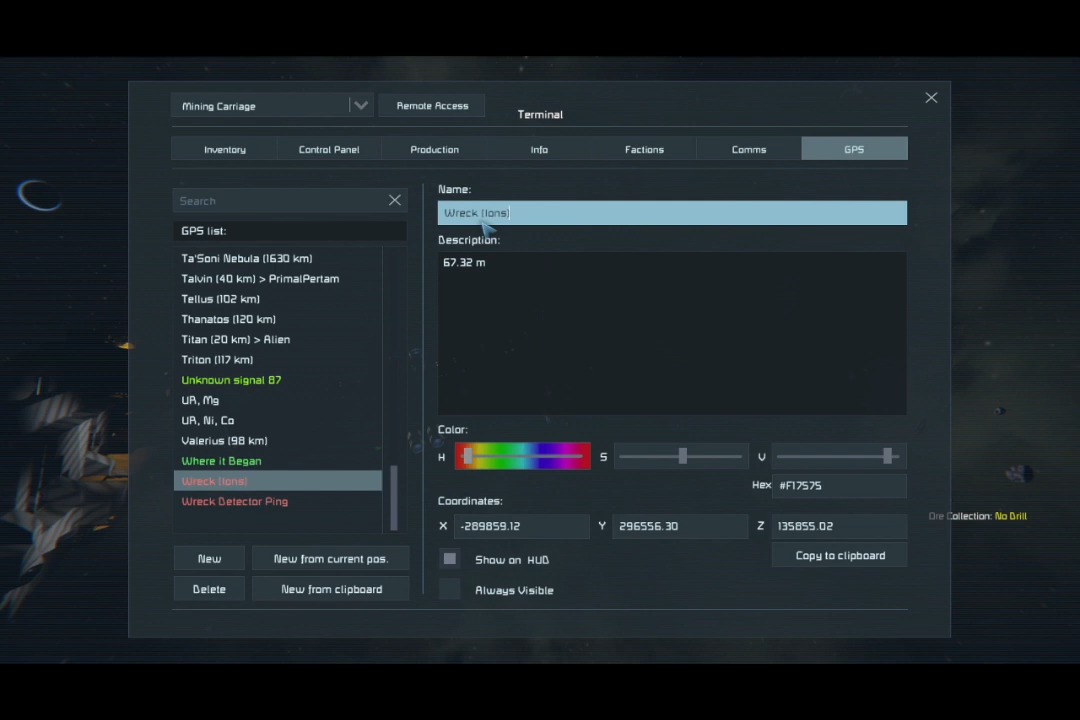 Mining Carriage
Remote Access
Terminal
Inventory
Control Panel
Production
Info
Factions
Comms
GPS
Search
GPS list:
Ta'Soni Nebula (1630 km)
Talvin (40 km) > PrimalPertam
Tellus (102 km)
Thanatos (120 km)
Titan (20 km) > Alien
Triton (117 km)
Unknown signal 87
UR, Mg
UR, Ni, Co
Valerius (98 km)
Where it Began
Wreck (Ions)
Wreck Detector Ping
New
New from current pos.
Delete
New from clipboard
Name:
Wreck (Ions)
Description:
67.32 m
Color:
H
S
V
Hex #F17575
Coordinates:
X -289859.12 Y 296556.30 Z 135855.02
Show on HUD
Copy to clipboard
Always Visible
Ore Collection: No Drill